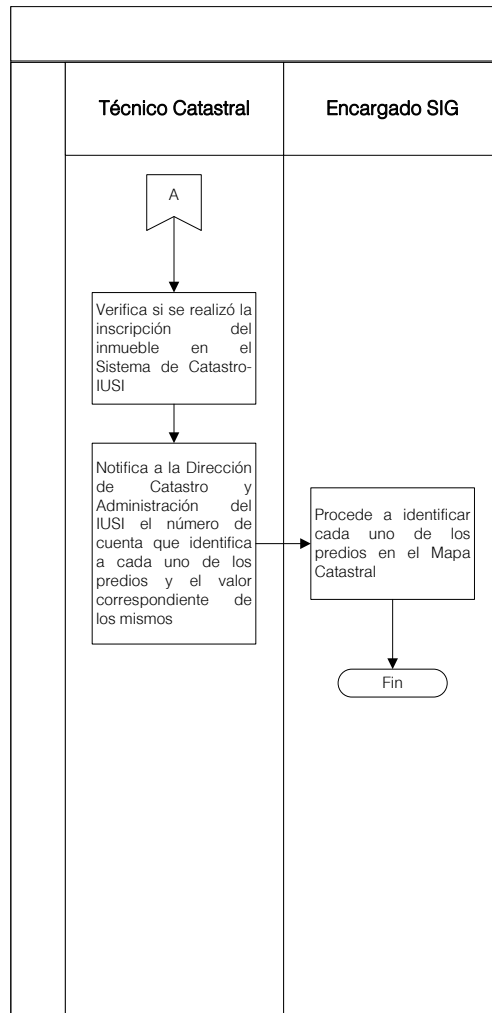 Técnico Catastral
Encargado SIG
A
Verifica si se realizó la
inscripción del
inmueble en el
Sistema de Catastro-
IUSI
Notifica a la Dirección
de Catastro y
Administración del
IUSI el número de
cuenta que identifica
a cada uno de los
predios y el valor
correspondiente de
los mismos
Procede a identificar
cada uno de los
predios en el Mapa
Catastral
Fin